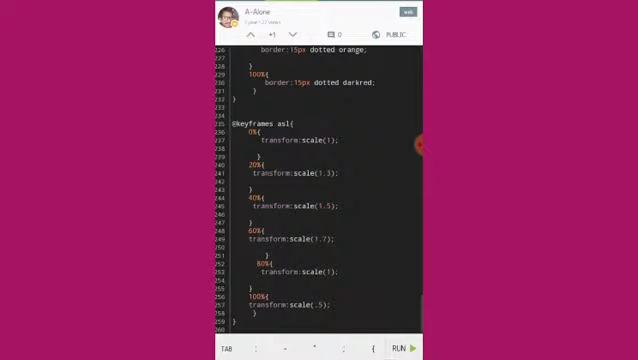 A-Alone
web
+1
0
PUBLIC
226 border:15px dotted orange;
227
228 }
229 100%{
230 border:15px dotted darkred;
231 }
232 }
233
234
235 @keyframes asl{
236 0%{
237 transform:scale(1);
238
239 }
240 20%{
241 transform:scale(1.3);
242
243 }
244 40%{
245 transform:scale(1.5);
246
247 }
248 60%{
249 transform:scale(1.7);
250
251 }
252 80%{
253 transform:scale(1);
254
255 }
256 100%{
257 transform:scale(.5);
258 }
259 }
260
TAB : - " ; { RUN